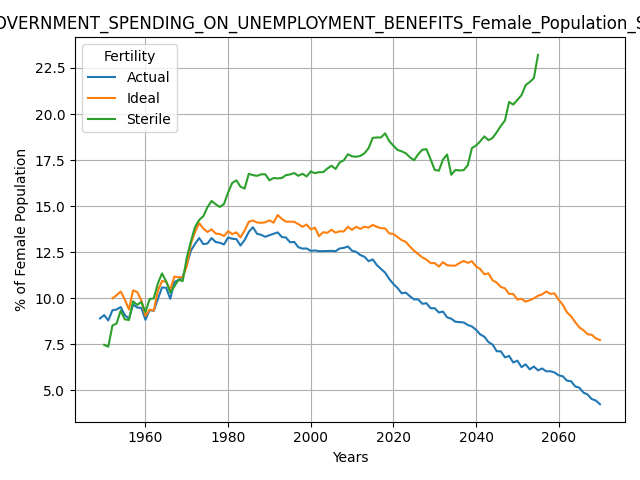 OVERNMENT_SPENDING_ON_UNEMPLOYMENT_BENEFITS_Female_Population_S
Fertility
Actual
Ideal
Sterile
% of Female Population
22.5
20.0
17.5
15.0
12.5
10.0
7.5
5.0
1960 1980 2000 2020 2040 2060
Years